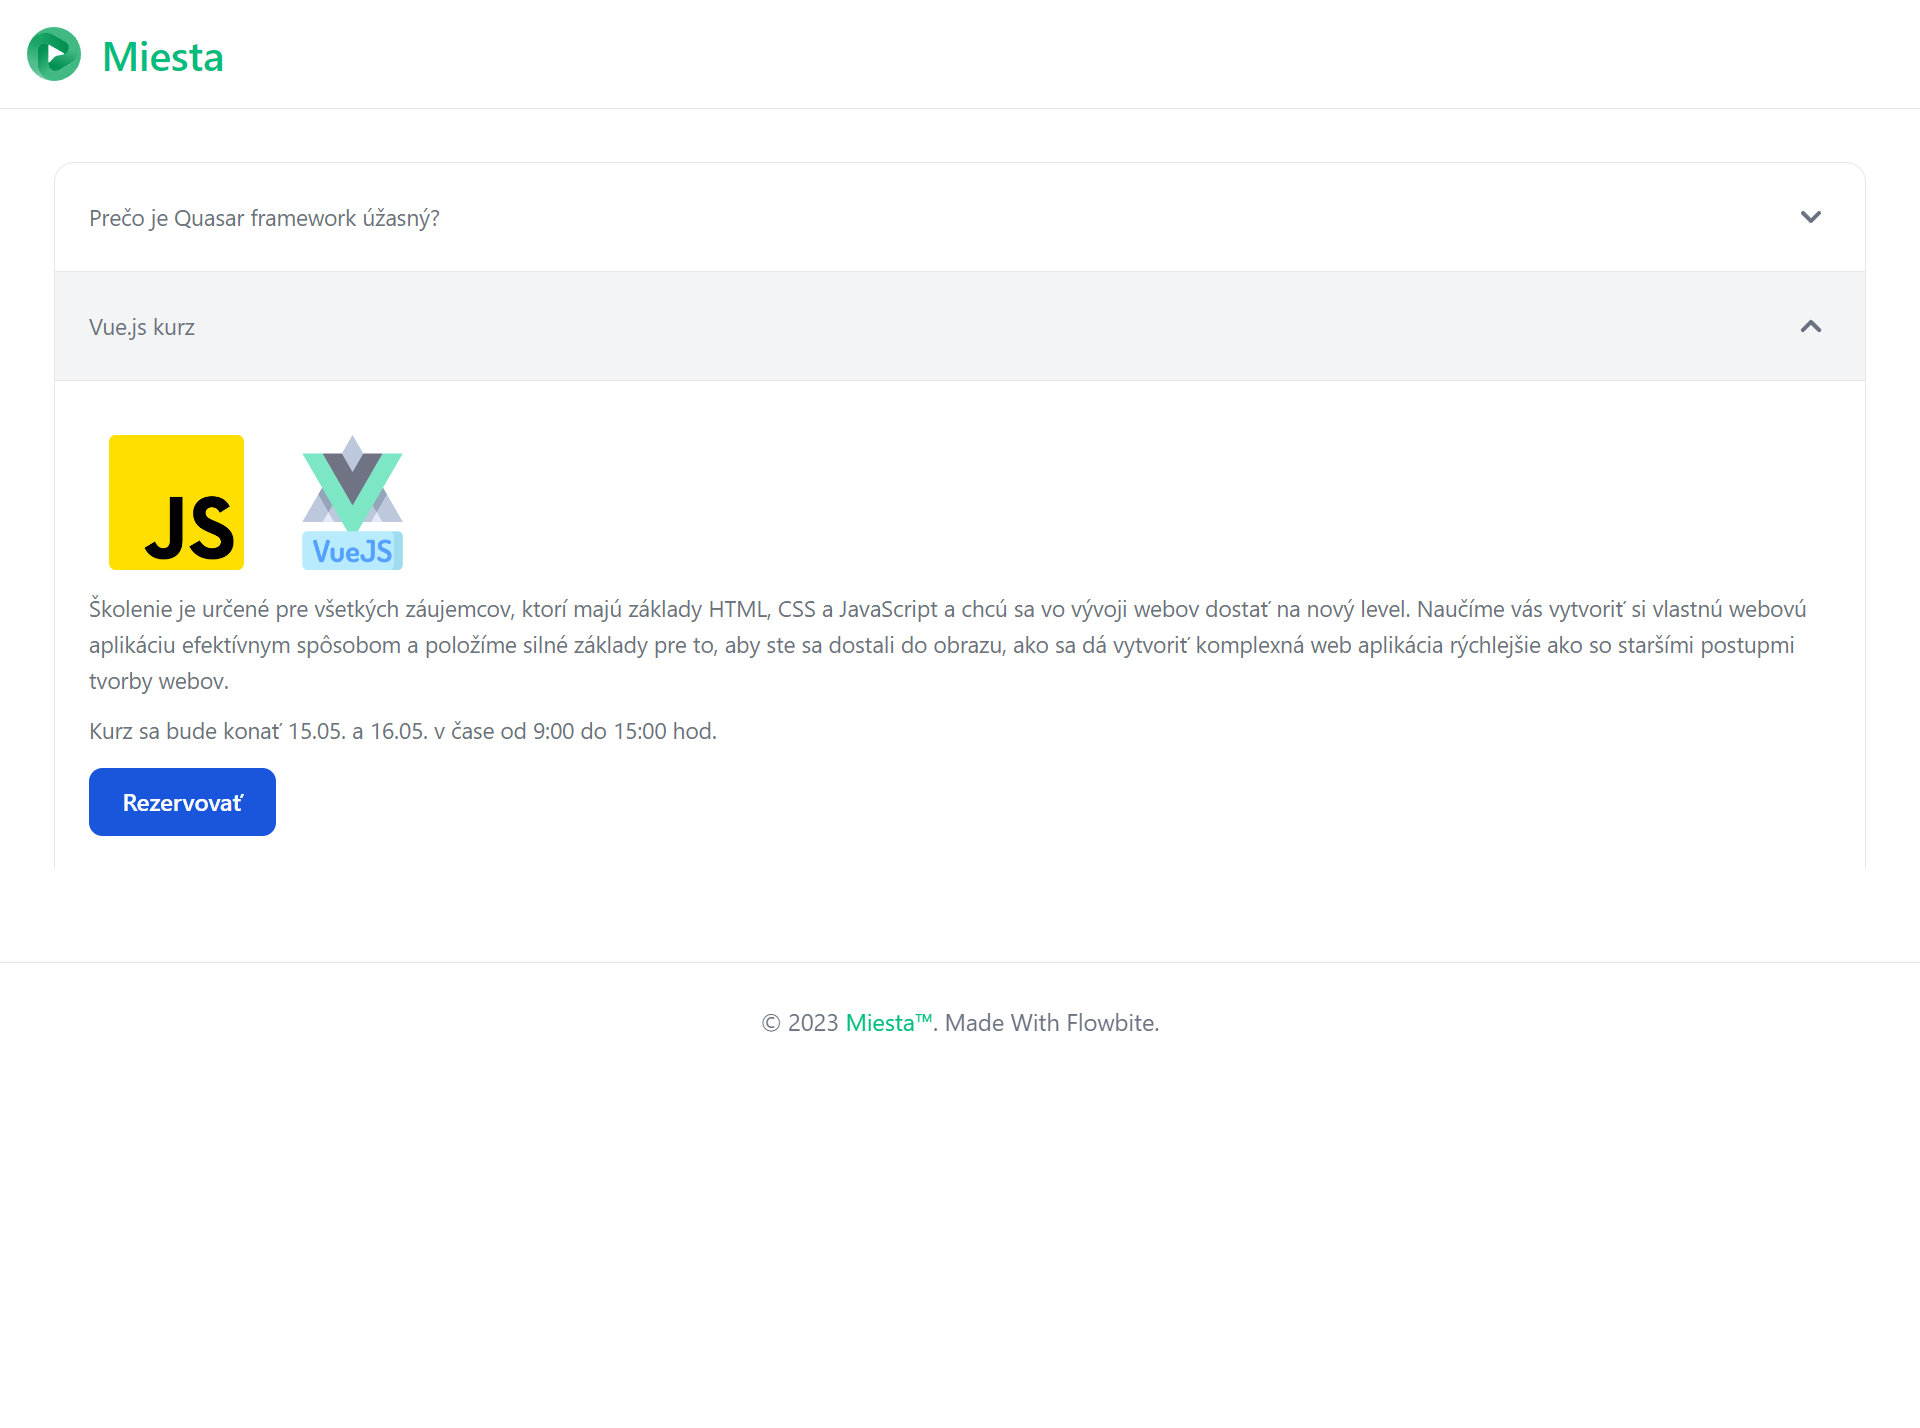 Miesta
Prečo je Quasar framework úžasný?
Vue.js kurz
JS
VueJS
Školenie je určené pre všetkých záujemcov, ktorí majú základy HTML, CSS a JavaScript a chcú sa vo vývoji webov dostať na nový level. Naučíme vás vytvoriť si vlastnú webovú
aplikáciu efektívnym spôsobom a položíme silné základy pre to, aby ste sa dostali do obrazu, ako sa dá vytvoriť komplexná web aplikácia rýchlejšie ako so staršími postupmi
tvorby webov.
Kurz sa bude konať 15.05. a 16.05. v čase od 9:00 do 15:00 hod.
Rezervovať
© 2023 Miesta™. Made With Flowbite.